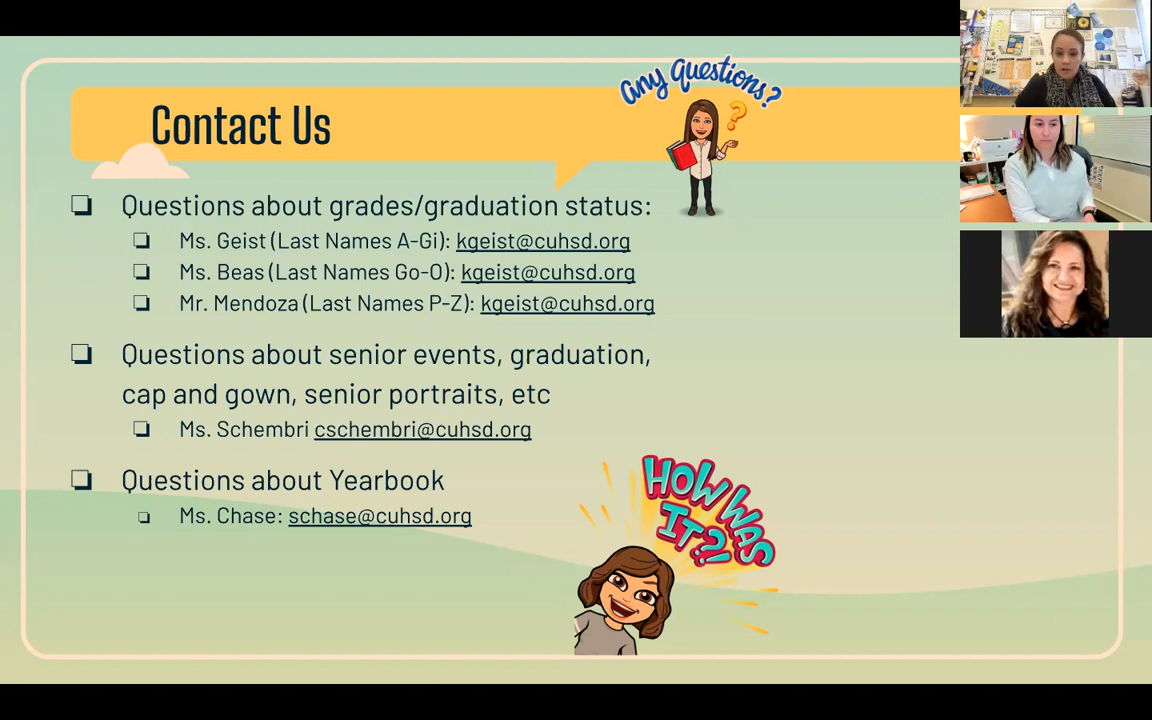 any questions?
Contact Us
Questions about grades/graduation status:
Ms. Geist (Last Names A-Gi): kgeist@cuhsd.org
Ms. Beas (Last Names Go-O): kgeist@cuhsd.org
Mr. Mendoza (Last Names P-Z): kgeist@cuhsd.org
Questions about senior events, graduation,
cap and gown, senior portraits, etc
Ms. Schembri cschembri@cuhsd.org
Questions about Yearbook
Ms. Chase: schase@cuhsd.org
HOW WAS
IT?!